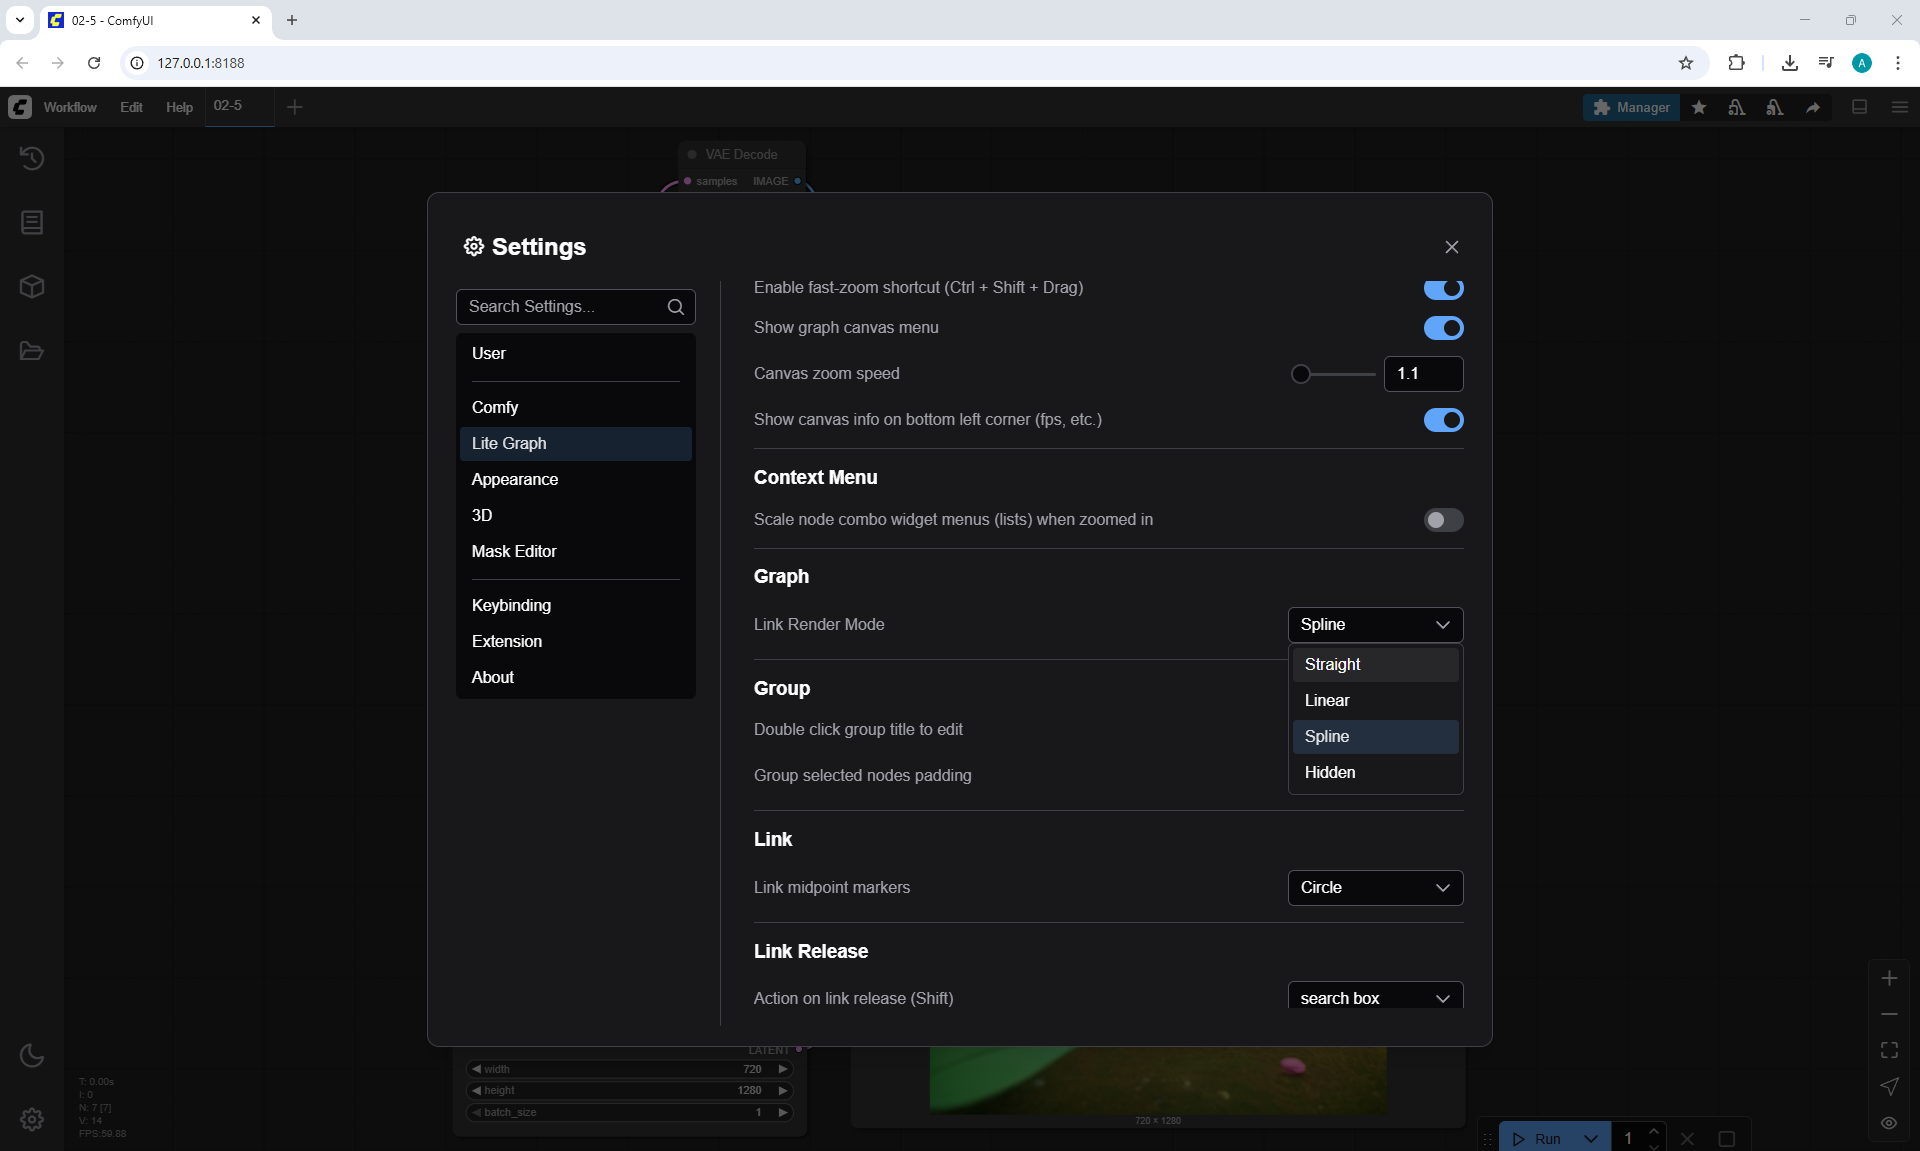 02-5 - ComfyUI
127.0.0.1:8188
A
Workflow
Edit
Help
02-5
Manager
VAE Decode
samples
IMAGE
Settings
Search Settings...
User
Comfy
Lite Graph
Appearance
3D
Mask Editor
Keybinding
Extension
About
Enable fast-zoom shortcut (Ctrl + Shift + Drag)
Show graph canvas menu
Canvas zoom speed
1.1
Show canvas info on bottom left corner (fps, etc.)
Context Menu
Scale node combo widget menus (lists) when zoomed in
Graph
Link Render Mode
Spline
Straight
Linear
Spline
Hidden
Group
Double click group title to edit
Group selected nodes padding
Link
Link midpoint markers
Circle
Link Release
Action on link release (Shift)
search box
LATENT
width
720
height
1280
batch_size
1
720 × 1280
T: 0.00s
I: 0
N: 7 [7]
V: 14
FPS:59.88
Run
1